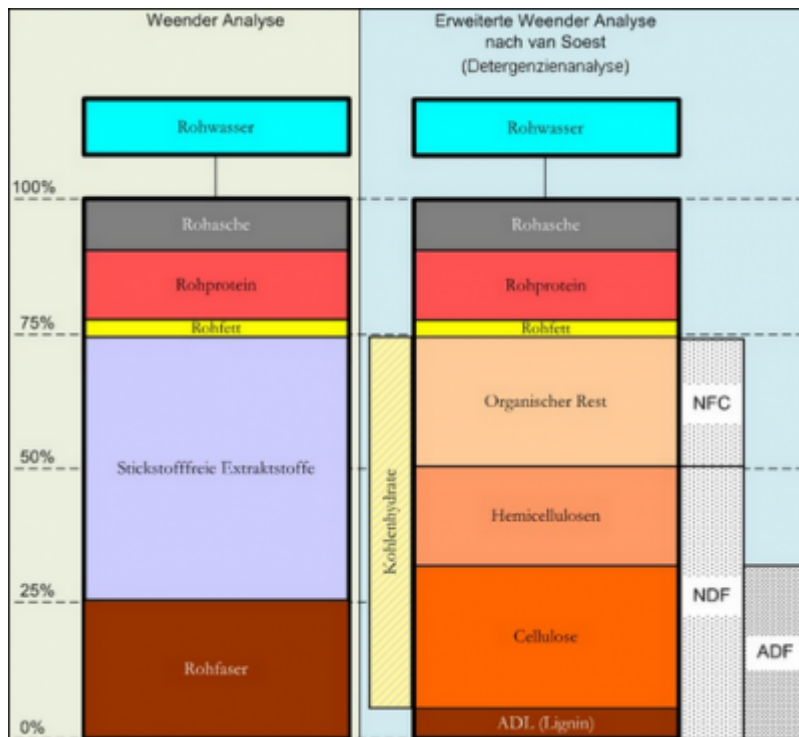 Weender Analyse
Erweiterte Weender Analyse
nach van Soest
(Detergenzienanalyse)
Rohwasser
Rohwasser
100%
Rohasche
Rohasche
Rohprotein
Rohprotein
75%
Rohfett
Rohfett
Organischer Rest
NFC
50%
Stickstofffreie Extraktstoffe
Kohlenhydrate
Hemicellulosen
25%
NDF
Cellulose
ADF
Rohfaser
0%
ADL (Lignin)